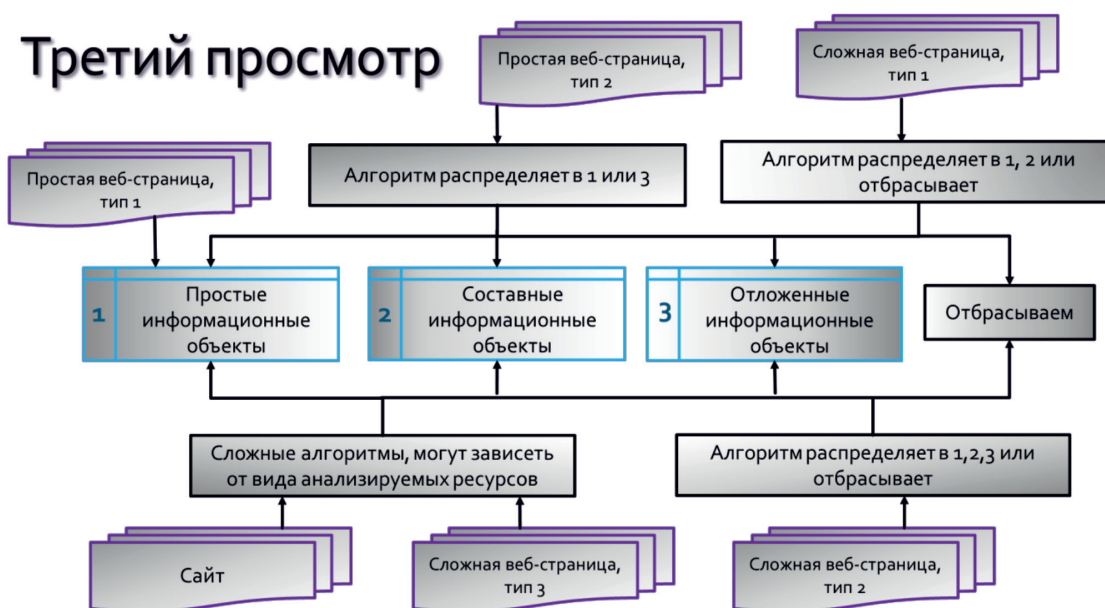 Третий просмотр
Простая веб-страница,
тип 2
Сложная веб-страница,
тип 1
Простая веб-страница,
тип 1
Алгоритм распределяет в 1 или 3
Алгоритм распределяет в 1, 2 или
отбрасывает
1
Простые
информационные
объекты
2
Составные
информационные
объекты
3
Отложенные
информационные
объекты
Отбрасываем
Сложные алгоритмы, могут зависеть
от вида анализируемых ресурсов
Алгоритм распределяет в 1,2,3 или
отбрасывает
Сайт
Сложная веб-страница,
тип 3
Сложная веб-страница,
тип 2